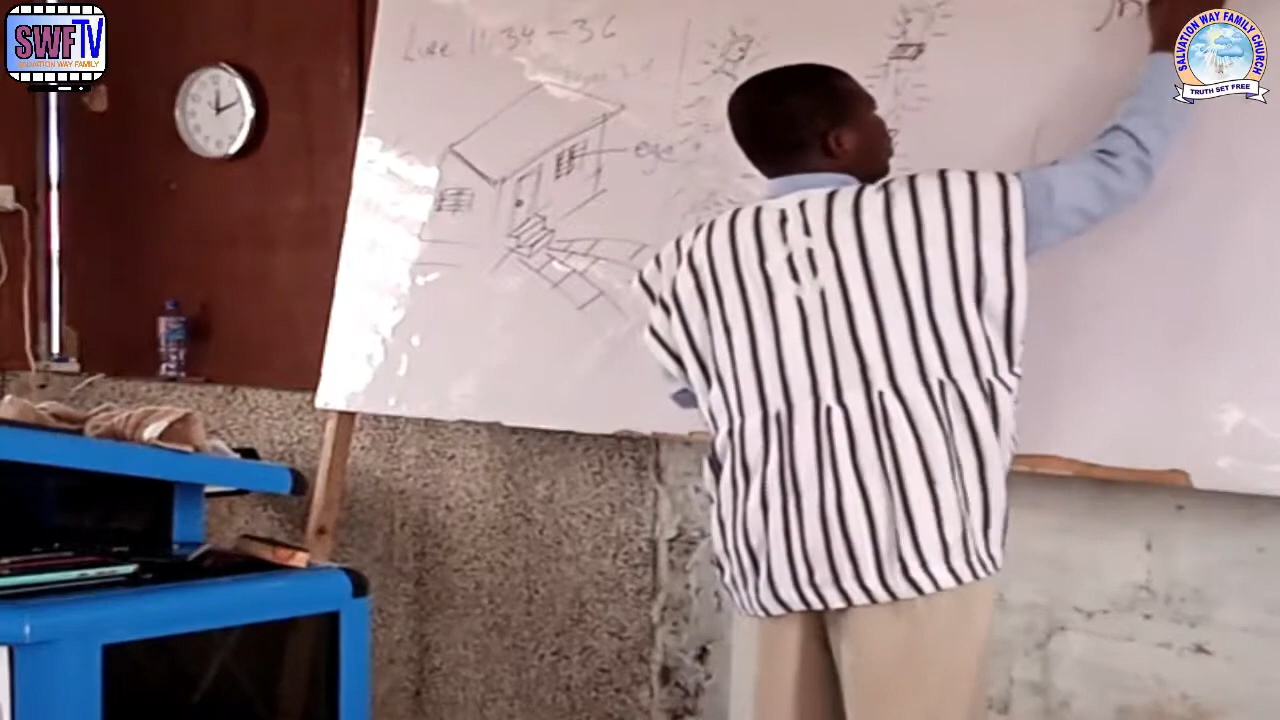 SWFTV
SALVATION WAY FAMILY
Luke 11:34-36
eye
SALVATION WAY FAMILY CHURCH
TRUTH SET FREE